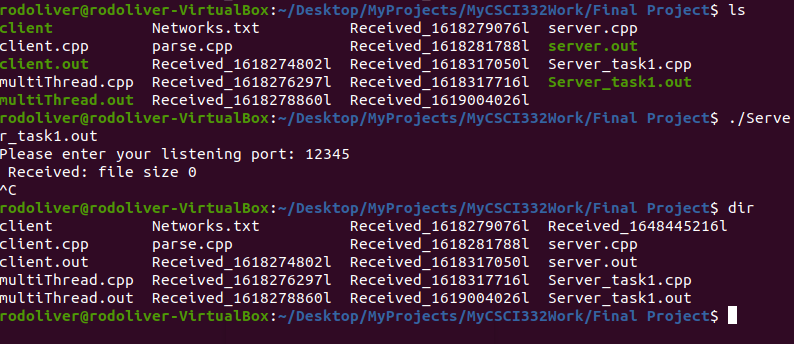 rodoliver@rodoliver-VirtualBox:~/Desktop/MyProjects/MyCSCI332Work/Final Project$ ls
client Networks.txt Received_1618279076l server.cpp
client.cpp parse.cpp Received_1618281788l server.out
client.out Received_1618274802l Received_1618317050l Server_task1.cpp
multiThread.cpp Received_1618276297l Received_1618317716l Server_task1.out
multiThread.out Received_1618278860l Received_1619004026l
rodoliver@rodoliver-VirtualBox:~/Desktop/MyProjects/MyCSCI332Work/Final Project$ ./Serve
r_task1.out
Please enter your listening port: 12345
 Received: file size 0
^C
rodoliver@rodoliver-VirtualBox:~/Desktop/MyProjects/MyCSCI332Work/Final Project$ dir
client Networks.txt Received_1618279076l Received_1648445216l
client.cpp parse.cpp Received_1618281788l server.cpp
client.out Received_1618274802l Received_1618317050l server.out
multiThread.cpp Received_1618276297l Received_1618317716l Server_task1.cpp
multiThread.out Received_1618278860l Received_1619004026l Server_task1.out
rodoliver@rodoliver-VirtualBox:~/Desktop/MyProjects/MyCSCI332Work/Final Project$